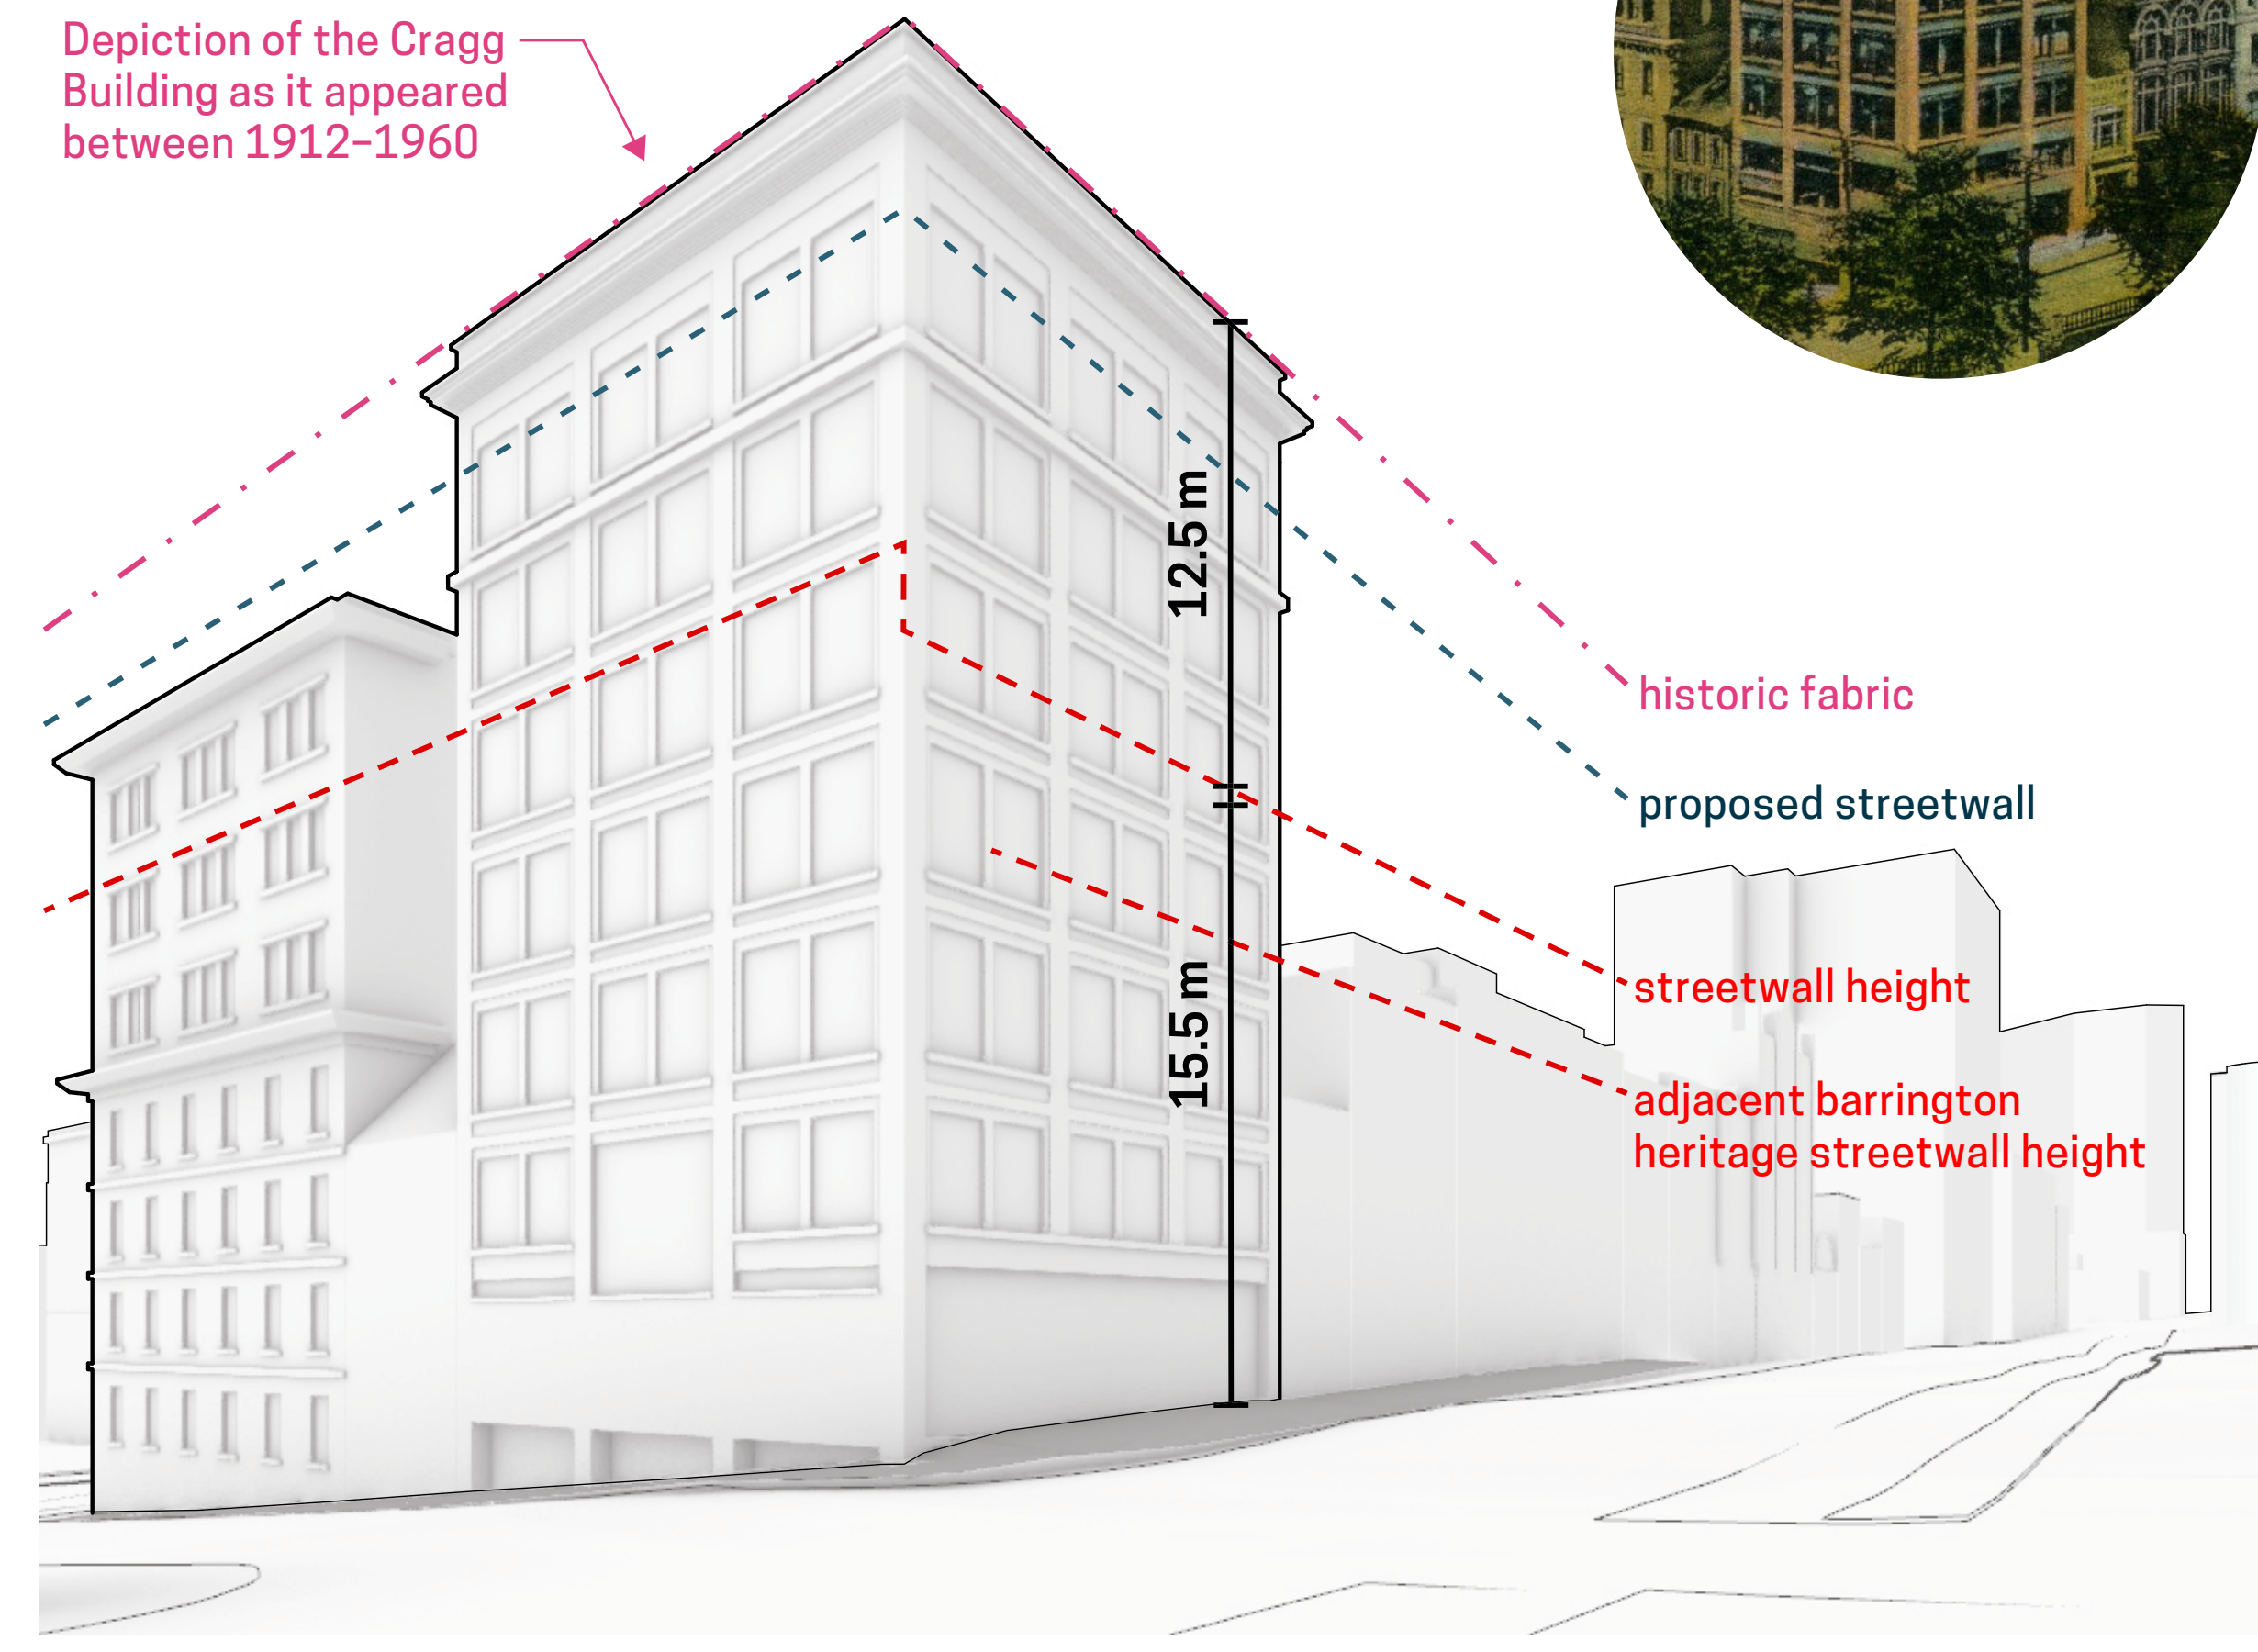 Depiction of the Cragg
Building as it appeared
between 1912–1960
12.5 m
historic fabric
proposed streetwall
streetwall height
15.5 m
adjacent barrington
heritage streetwall height